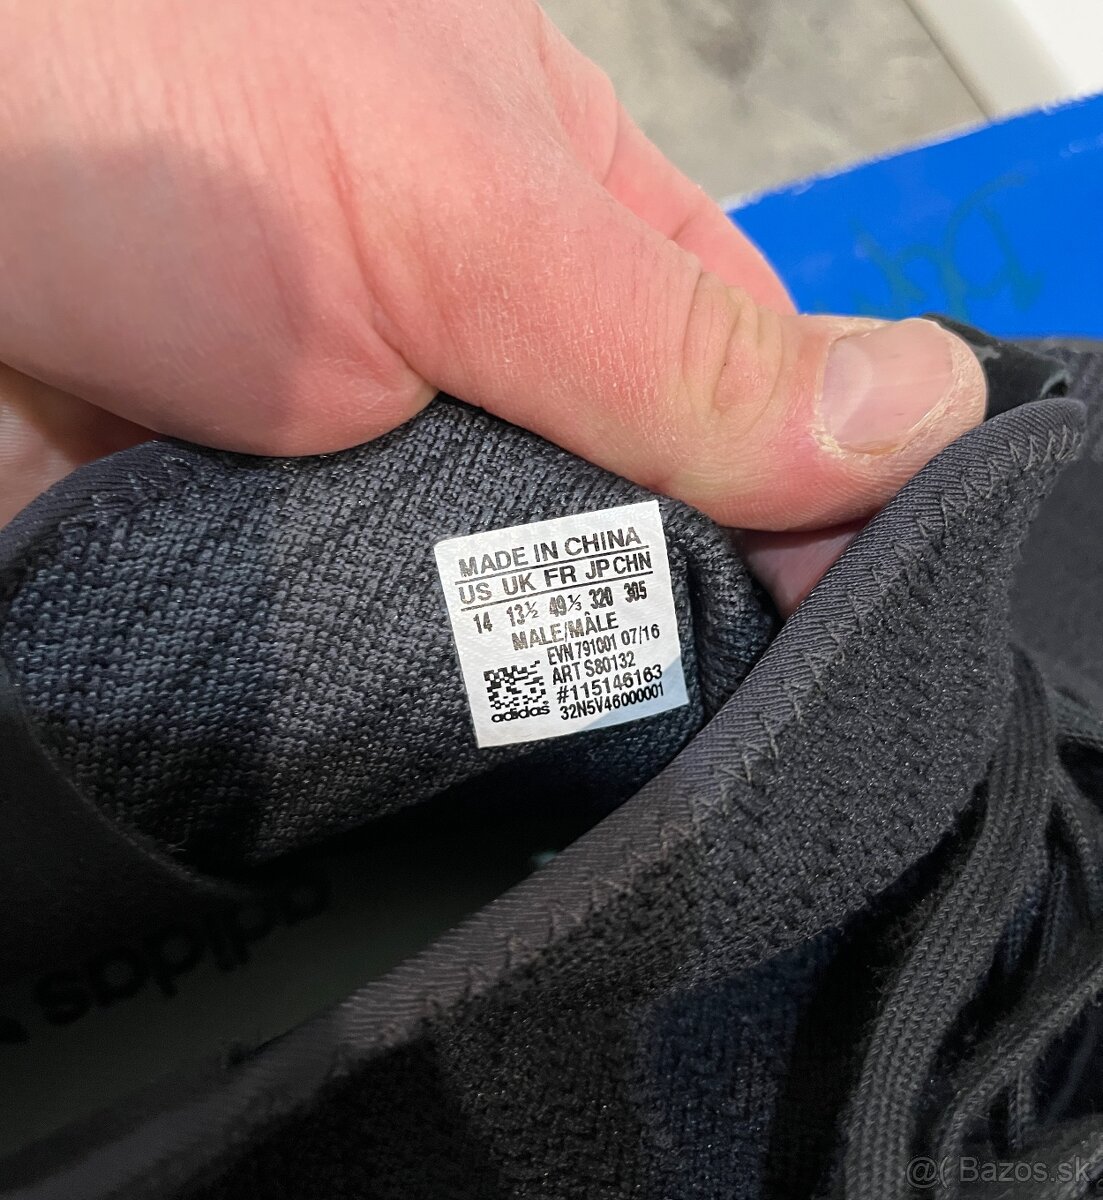 MADE IN CHINA
US UK FR JP CHN
14 13½ 49⅓ 320 305
MALE/MÂLE
EVN 791001 07/16
ART S80132
#115146163
adidas 32N5V46000001
adidas
@( Bazos.sk